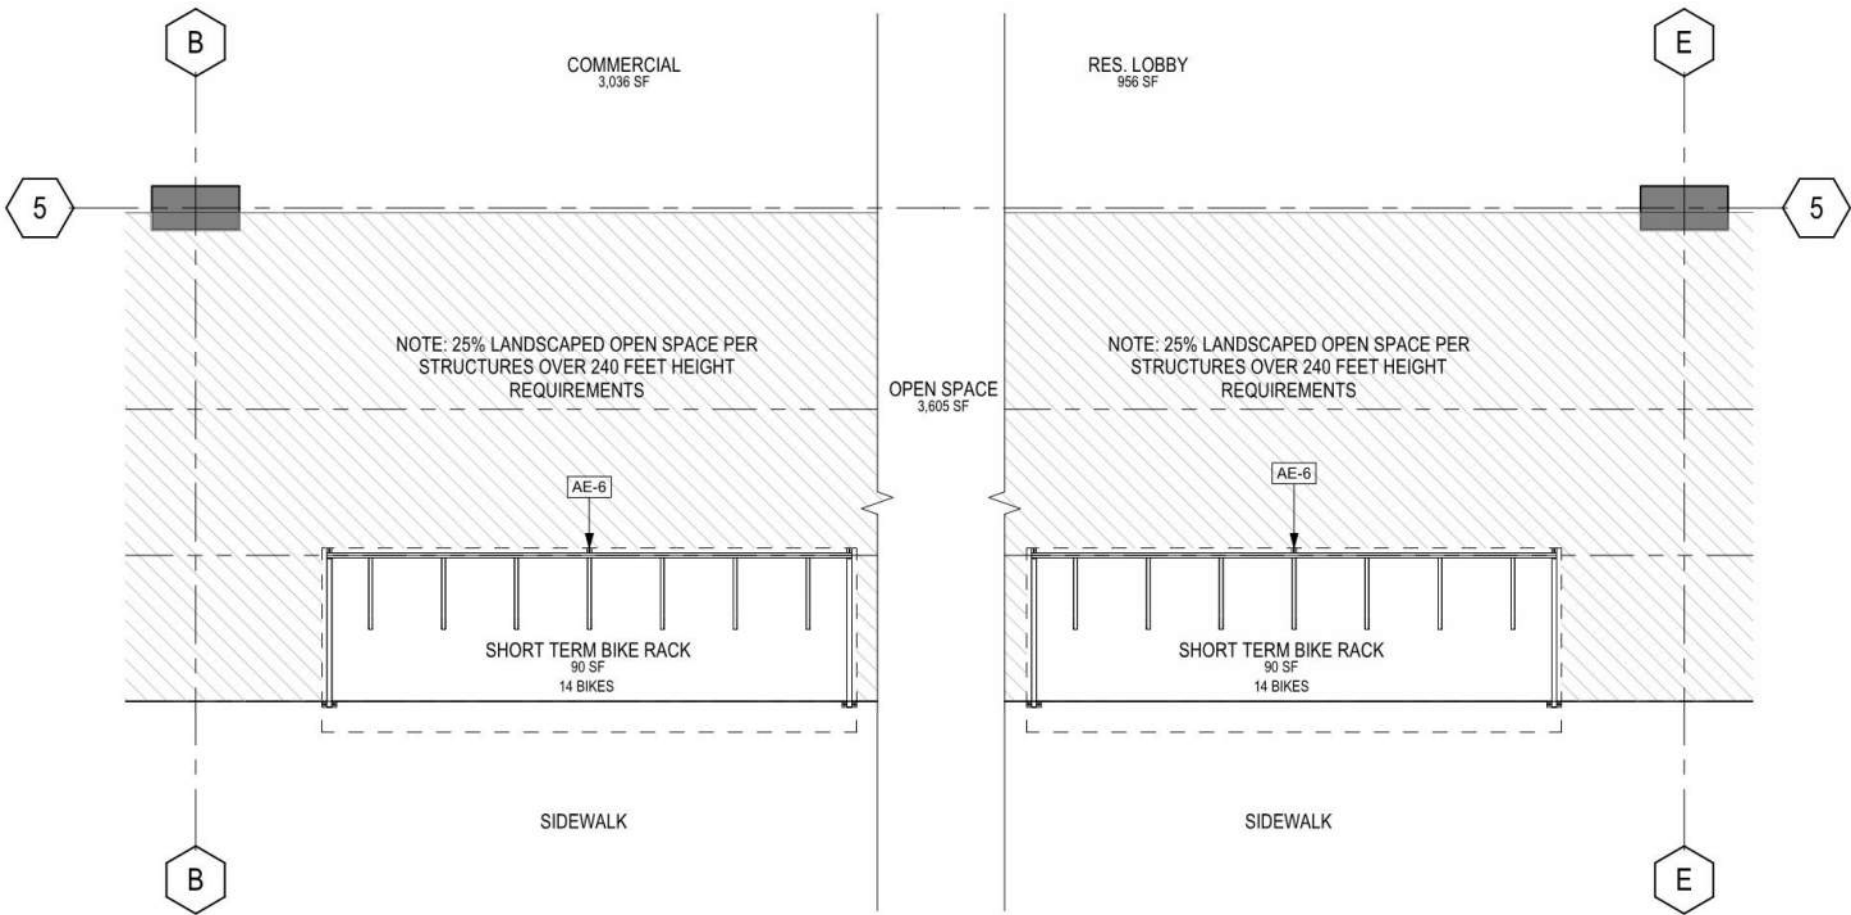 B
COMMERCIAL
3,036 SF
RES. LOBBY
956 SF
E
5
5
NOTE: 25% LANDSCAPED OPEN SPACE PER
STRUCTURES OVER 240 FEET HEIGHT
REQUIREMENTS
OPEN SPACE
3,605 SF
NOTE: 25% LANDSCAPED OPEN SPACE PER
STRUCTURES OVER 240 FEET HEIGHT
REQUIREMENTS
AE-6
AE-6
SHORT TERM BIKE RACK
90 SF
14 BIKES
SHORT TERM BIKE RACK
90 SF
14 BIKES
SIDEWALK
SIDEWALK
B
E